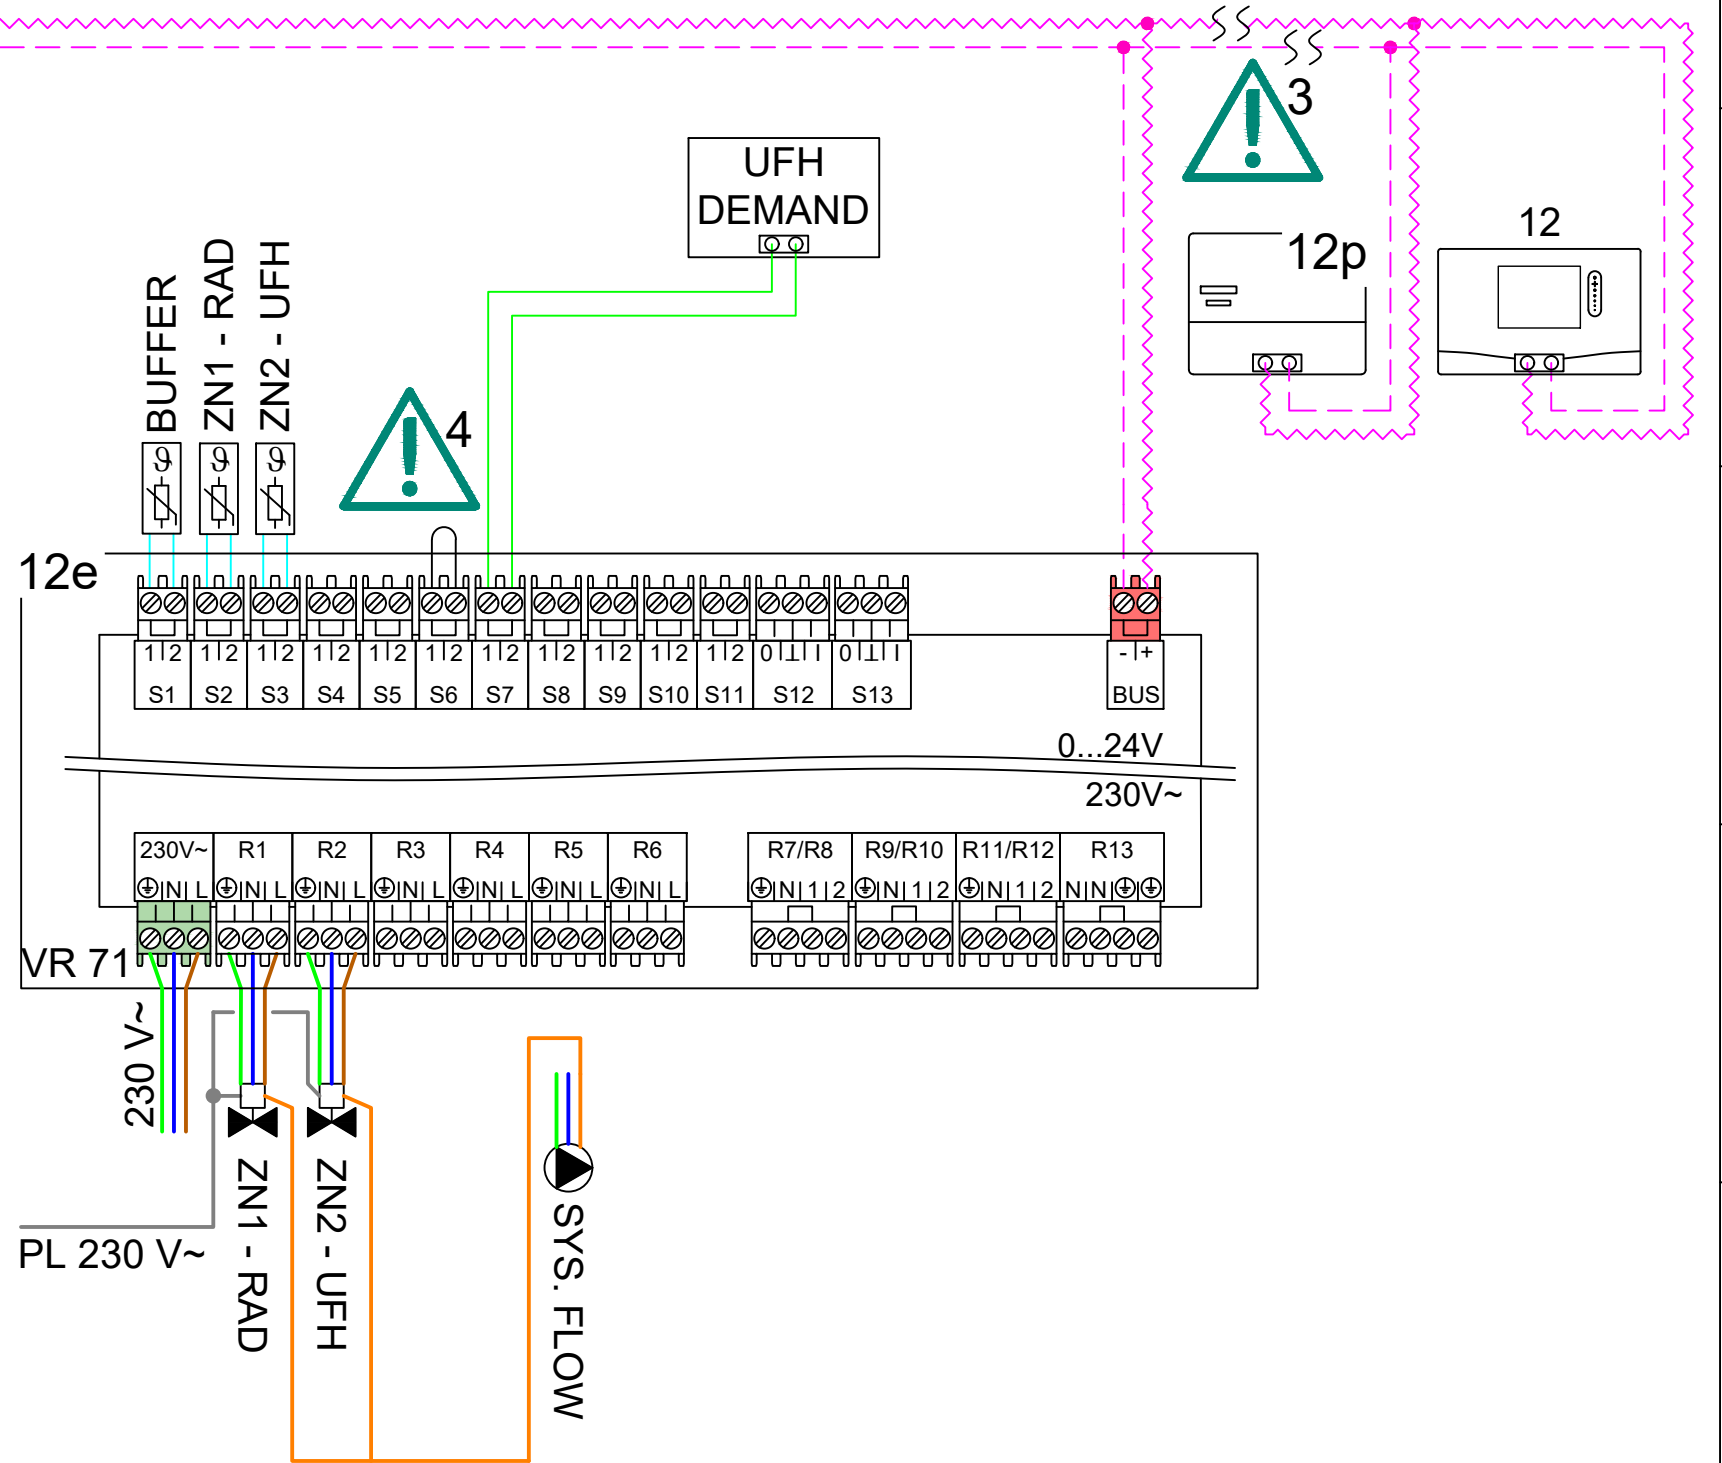 3
UFH
DEMAND
12p
12
BUFFER
ZN1 - RAD
ZN2 - UFH
ϑ ϑ ϑ
4
12e
1 2 1 2 1 2 1 2 1 2 1 2 1 2 1 2 1 2 1 2 1 2 0 ⊥ I 0 ⊥ I - +
S1 S2 S3 S4 S5 S6 S7 S8 S9 S10 S11 S12 S13 BUS
0...24V
230V~
230V~ R1 R2 R3 R4 R5 R6 R7/R8 R9/R10 R11/R12 R13
N L N L N L N L N L N L N L N 1 2 N 1 2 N 1 2 N N
VR 71
230 V~
PL 230 V~
ZN1 - RAD
ZN2 - UFH
SYS. FLOW